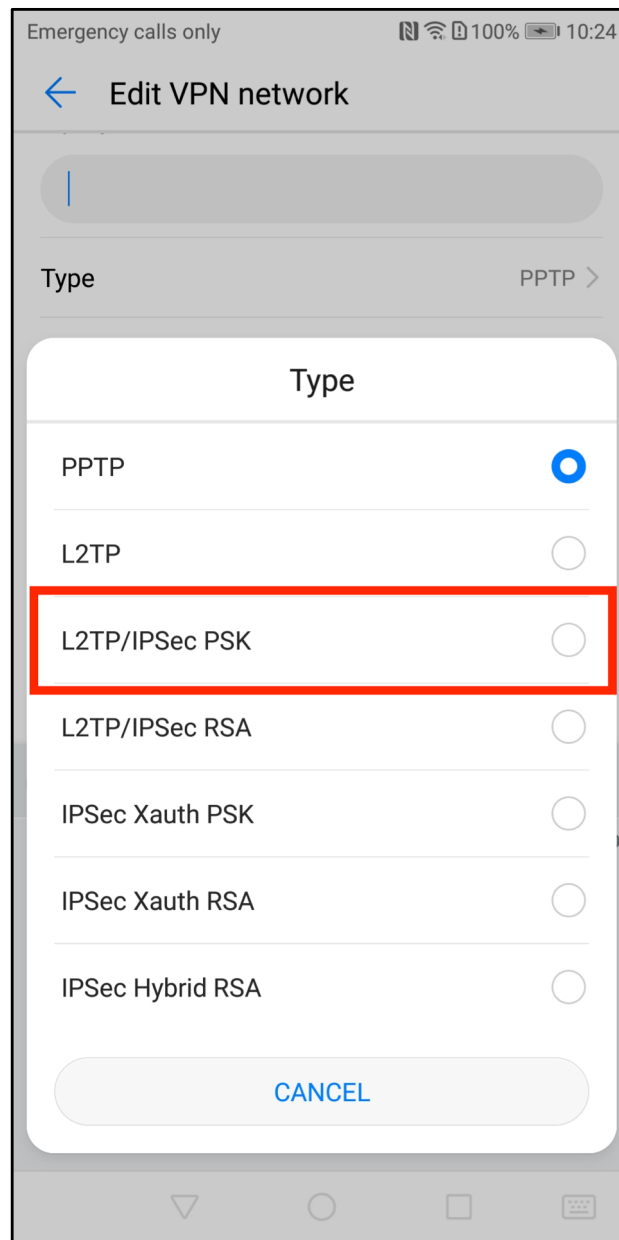 Emergency calls only 100% 10:24
Edit VPN network
Type PPTP
Type
PPTP
L2TP
L2TP/IPSec PSK
L2TP/IPSec RSA
IPSec Xauth PSK
IPSec Xauth RSA
IPSec Hybrid RSA
CANCEL